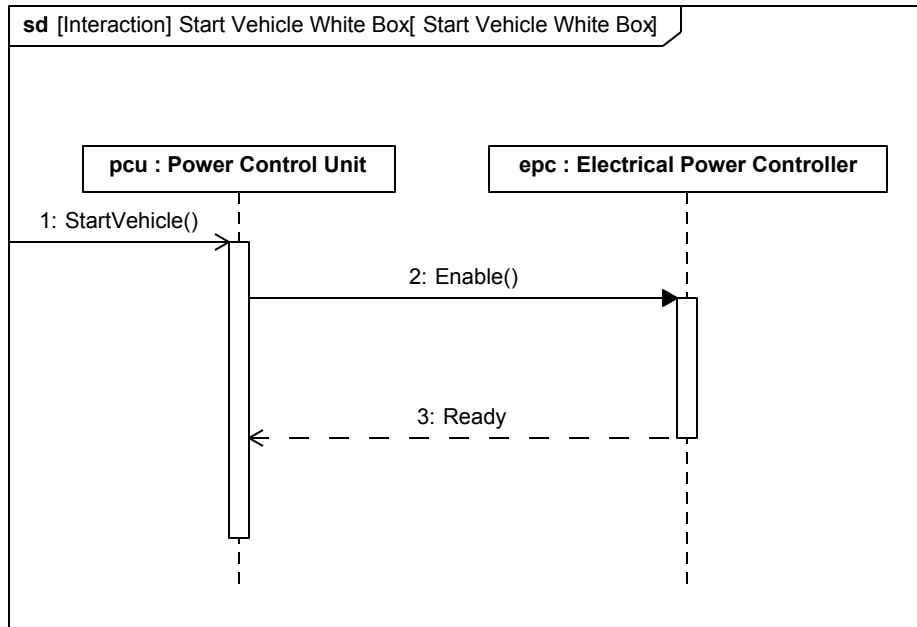 sd [Interaction] Start Vehicle White Box[ Start Vehicle White Box]
pcu : Power Control Unit
epc : Electrical Power Controller
1: StartVehicle()
2: Enable()
3: Ready